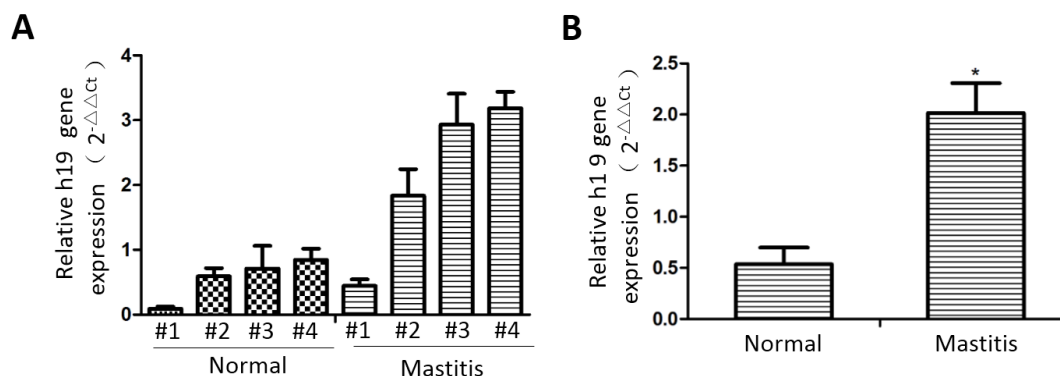 A
Relative h19 gene
expression ( 2-△△Ct )
4
3
2
1
0
#1 #2 #3 #4 #1 #2 #3 #4
Normal Mastitis
B
Relative h1 9 gene
expression ( 2-△△Ct )
2.5
2.0
1.5
1.0
0.5
0.0
*
Normal Mastitis